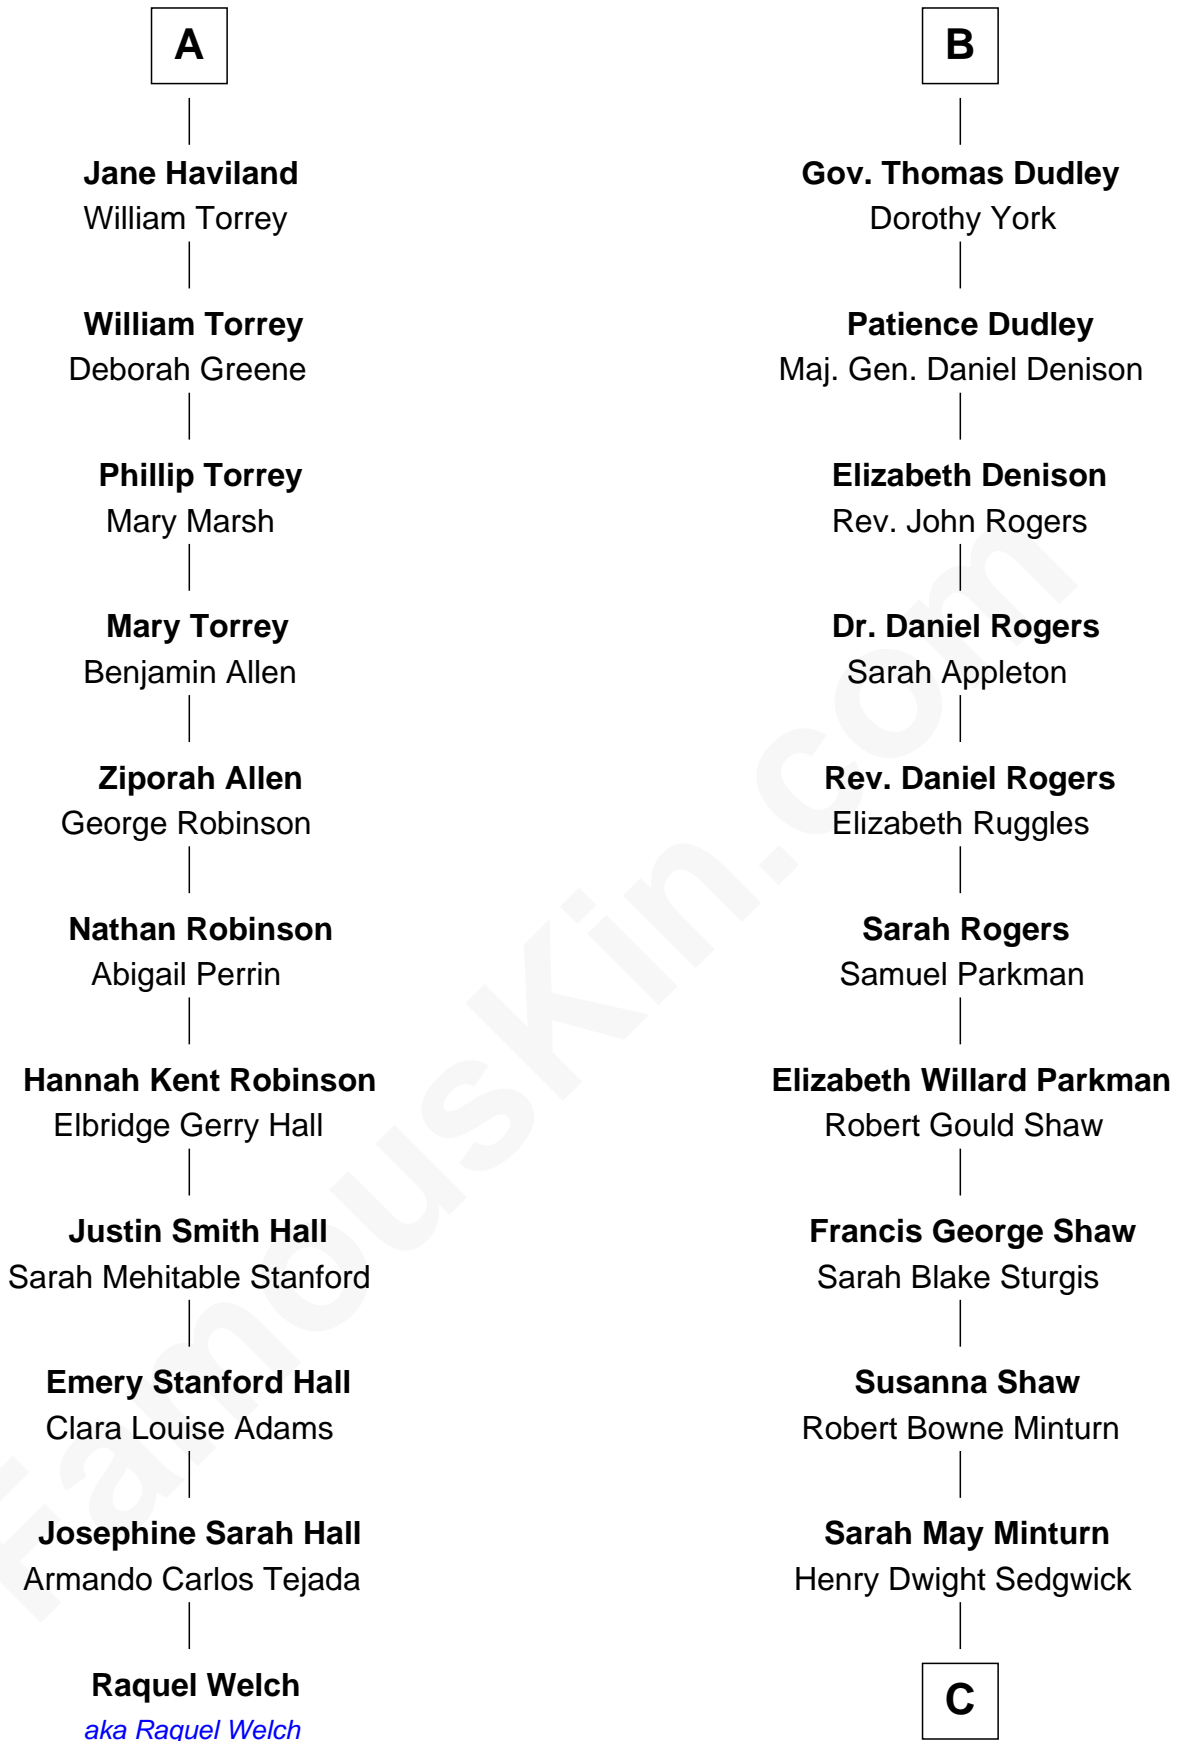 A
Jane Haviland
William Torrey
William Torrey
Deborah Greene
Phillip Torrey
Mary Marsh
Mary Torrey
Benjamin Allen
Ziporah Allen
George Robinson
Nathan Robinson
Abigail Perrin
Hannah Kent Robinson
Elbridge Gerry Hall
Justin Smith Hall
Sarah Mehitable Stanford
Emery Stanford Hall
Clara Louise Adams
Josephine Sarah Hall
Armando Carlos Tejada
Raquel Welch
aka Raquel Welch
B
Gov. Thomas Dudley
Dorothy York
Patience Dudley
Maj. Gen. Daniel Denison
Elizabeth Denison
Rev. John Rogers
Dr. Daniel Rogers
Sarah Appleton
Rev. Daniel Rogers
Elizabeth Ruggles
Sarah Rogers
Samuel Parkman
Elizabeth Willard Parkman
Robert Gould Shaw
Francis George Shaw
Sarah Blake Sturgis
Susanna Shaw
Robert Bowne Minturn
Sarah May Minturn
Henry Dwight Sedgwick
C
FamousKin.com